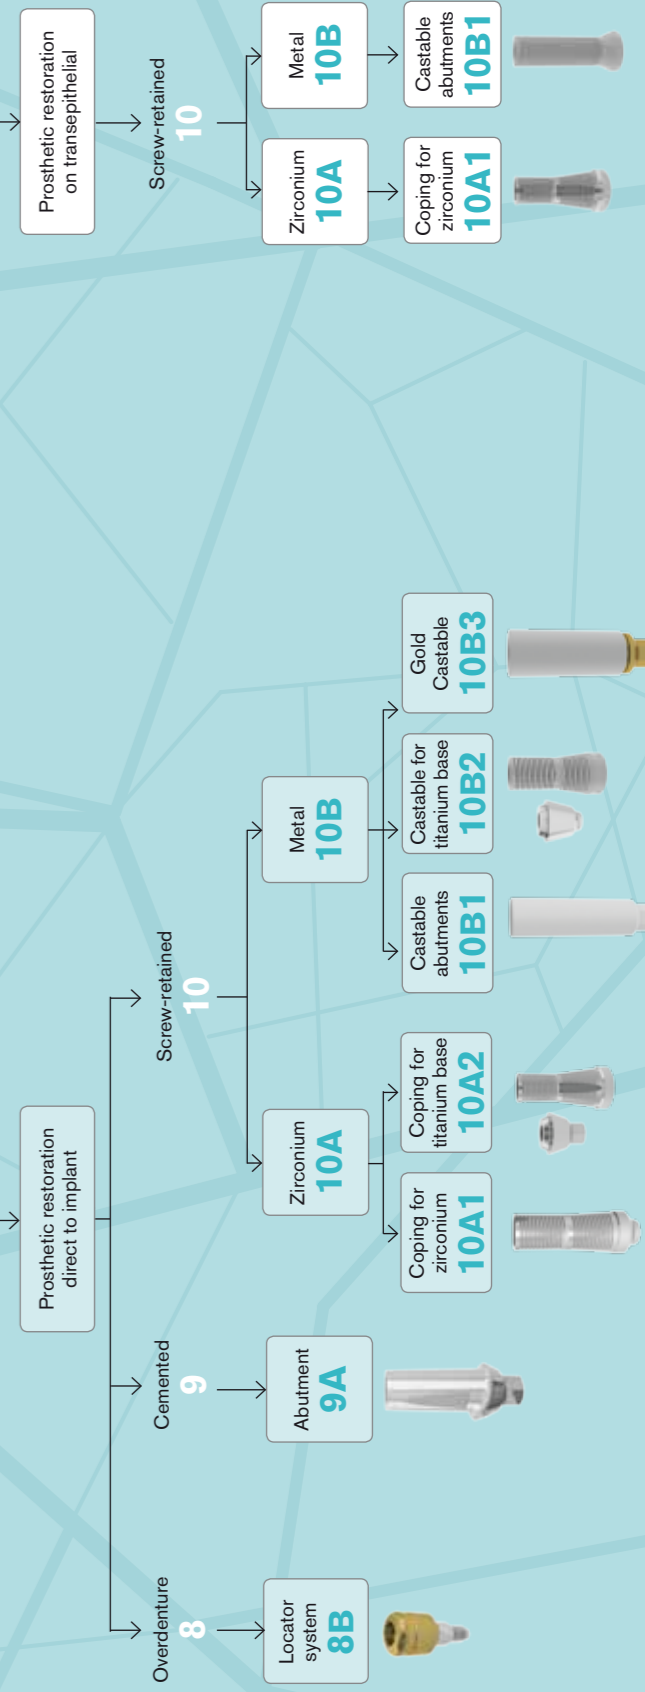 Prosthetic restoration
direct to implant
Overdenture
8
Locator
system
8B
Cemented
9
Abutment
9A
Screw-retained
10
Zirconium
10A
Coping for
zirconium
10A1
Coping for
titanium base
10A2
Metal
10B
Castable
abutments
10B1
Castable for
titanium base
10B2
Gold
Castable
10B3
Prosthetic restoration
on transepithelial
Screw-retained
10
Zirconium
10A
Coping for
zirconium
10A1
Metal
10B
Castable
abutments
10B1